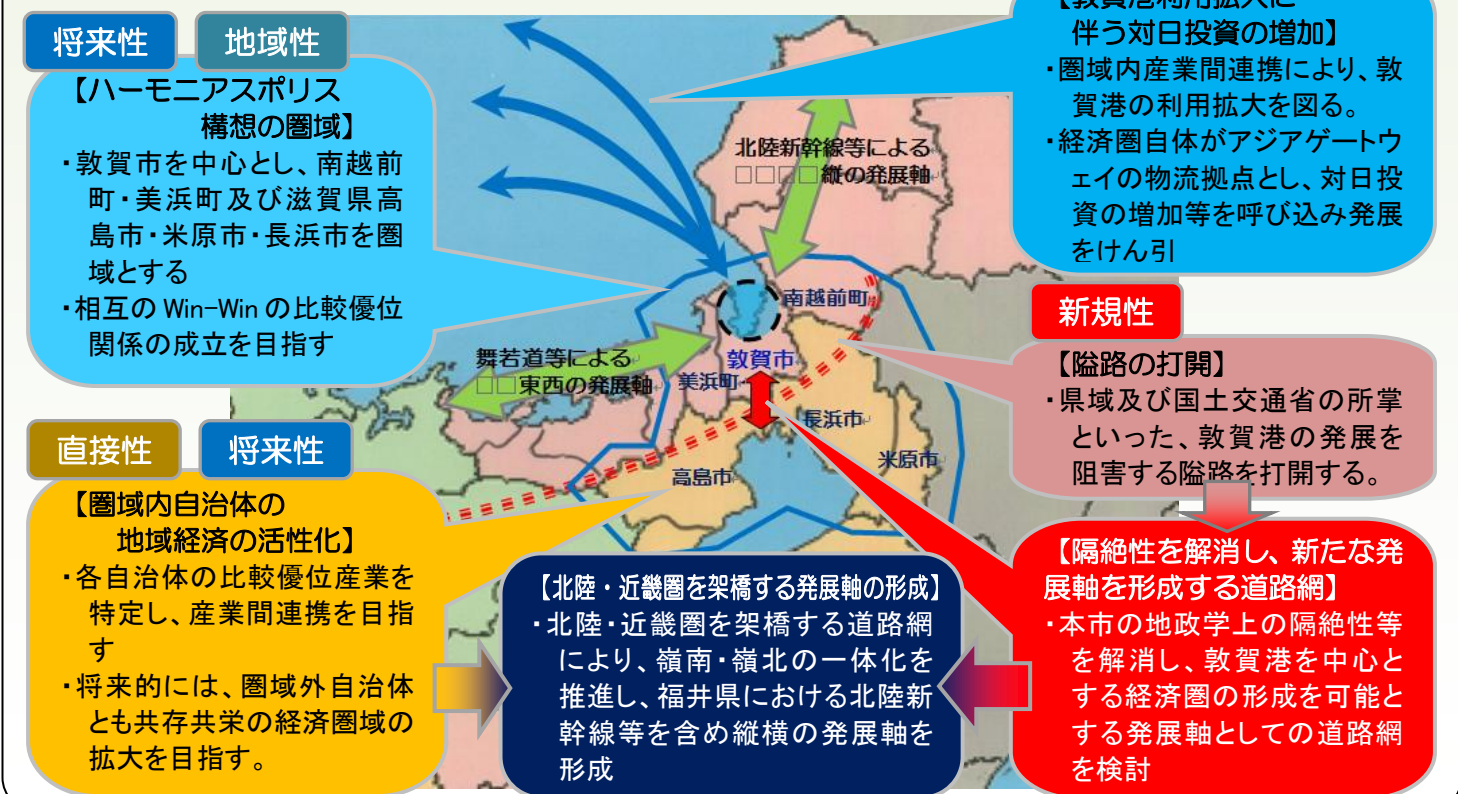 将来性
地域性
【ハーモニアスポリス
構想の圏域】
・敦賀市を中心とし、南越前
町・美浜町及び滋賀県高
島市・米原市・長浜市を圏
域とする
・相互の Win-Win の比較優位
関係の成立を目指す
【敦賀港利用拡大に
伴う対日投資の増加】
・圏域内産業間連携により、敦
賀港の利用拡大を図る。
・経済圏自体がアジアゲートウ
ェイの物流拠点とし、対日投
資の増加等を呼び込み発展
をけん引
北陸新幹線等による
□□□□縦の発展軸
南越前町
舞若道等による
□□東西の発展軸
敦賀市
美浜町
長浜市
米原市
高島市
新規性
【隘路の打開】
・県域及び国土交通省の所掌
といった、敦賀港の発展を
阻害する隘路を打開する。
直接性
将来性
【圏域内自治体の
地域経済の活性化】
・各自治体の比較優位産業を
特定し、産業間連携を目指
す
・将来的には、圏域外自治体
とも共存共栄の経済圏域の
拡大を目指す。
【北陸・近畿圏を架橋する発展軸の形成】
・北陸・近畿圏を架橋する道路網
により、嶺南・嶺北の一体化を
推進し、福井県における北陸新
幹線等を含め縦横の発展軸を
形成
【隔絶性を解消し、新たな発
展軸を形成する道路網】
・本市の地政学上の隔絶性等
を解消し、敦賀港を中心と
する経済圏の形成を可能と
する発展軸としての道路網
を検討